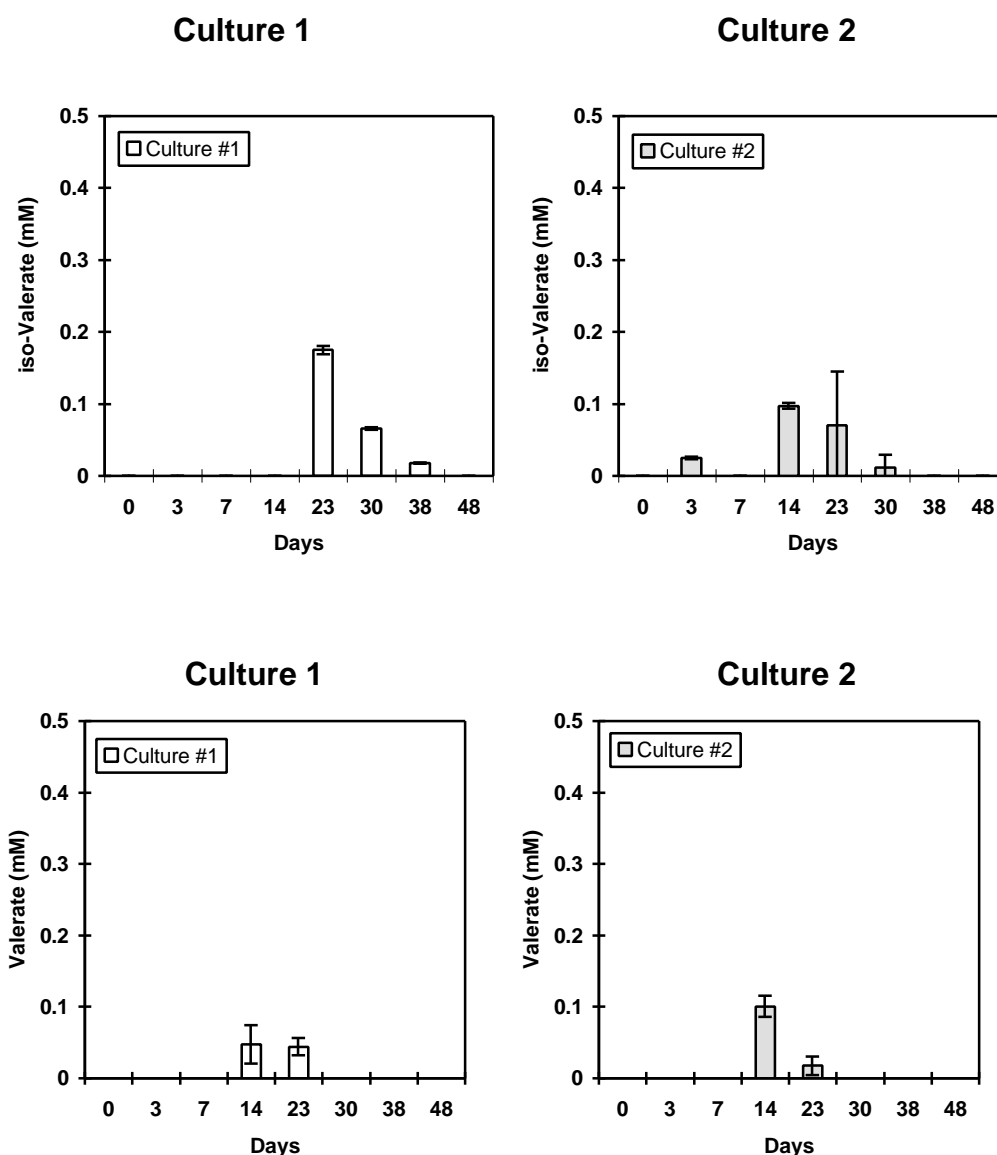 Culture 1
Culture 2
iso-Valerate (mM)
0.5
0.4
0.3
0.2
0.1
0
Culture #1
0 3 7 14 23 30 38 48
Days
iso-Valerate (mM)
0.5
0.4
0.3
0.2
0.1
0
Culture #2
0 3 7 14 23 30 38 48
Days
Culture 1
Culture 2
Valerate (mM)
0.5
0.4
0.3
0.2
0.1
0
Culture #1
0 3 7 14 23 30 38 48
Days
Valerate (mM)
0.5
0.4
0.3
0.2
0.1
0
Culture #2
0 3 7 14 23 30 38 48
Days